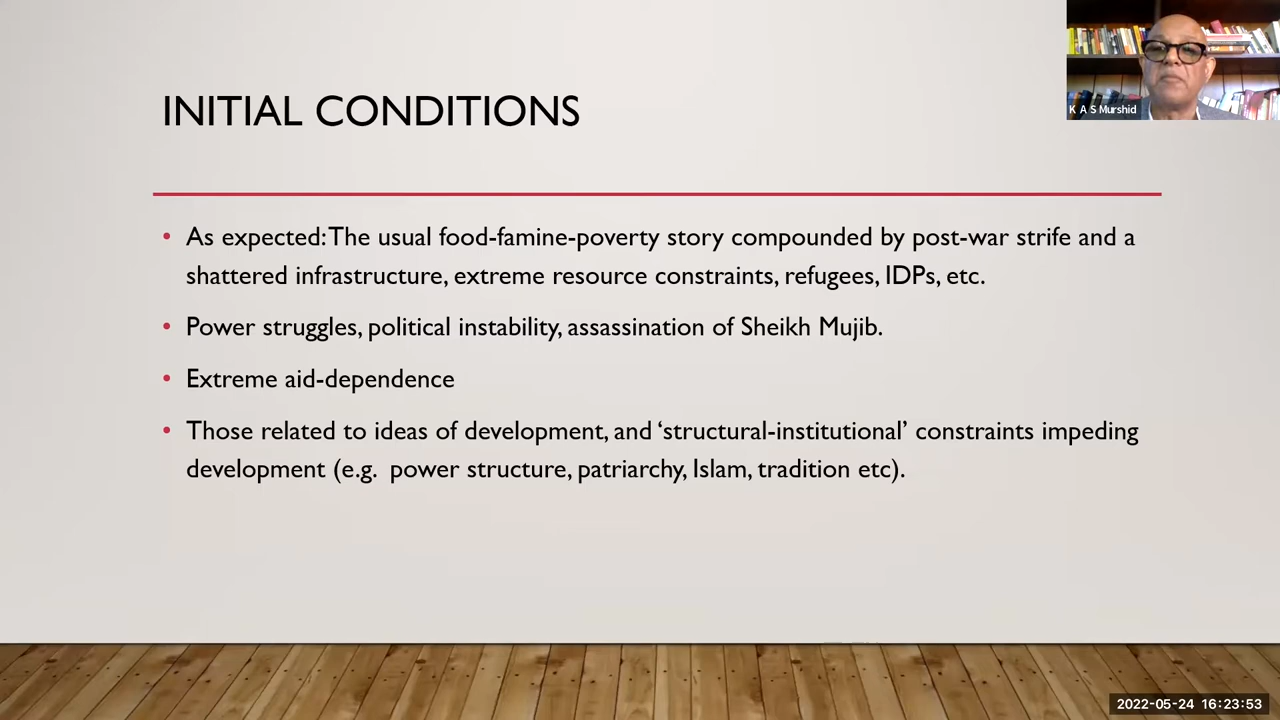 INITIAL CONDITIONS
K A S Murshid
• As expected: The usual food-famine-poverty story compounded by post-war strife and a
shattered infrastructure, extreme resource constraints, refugees, IDPs, etc.
• Power struggles, political instability, assassination of Sheikh Mujib.
• Extreme aid-dependence
• Those related to ideas of development, and ‘structural-institutional’ constraints impeding
development (e.g. power structure, patriarchy, Islam, tradition etc).
2022-05-24 16:23:53